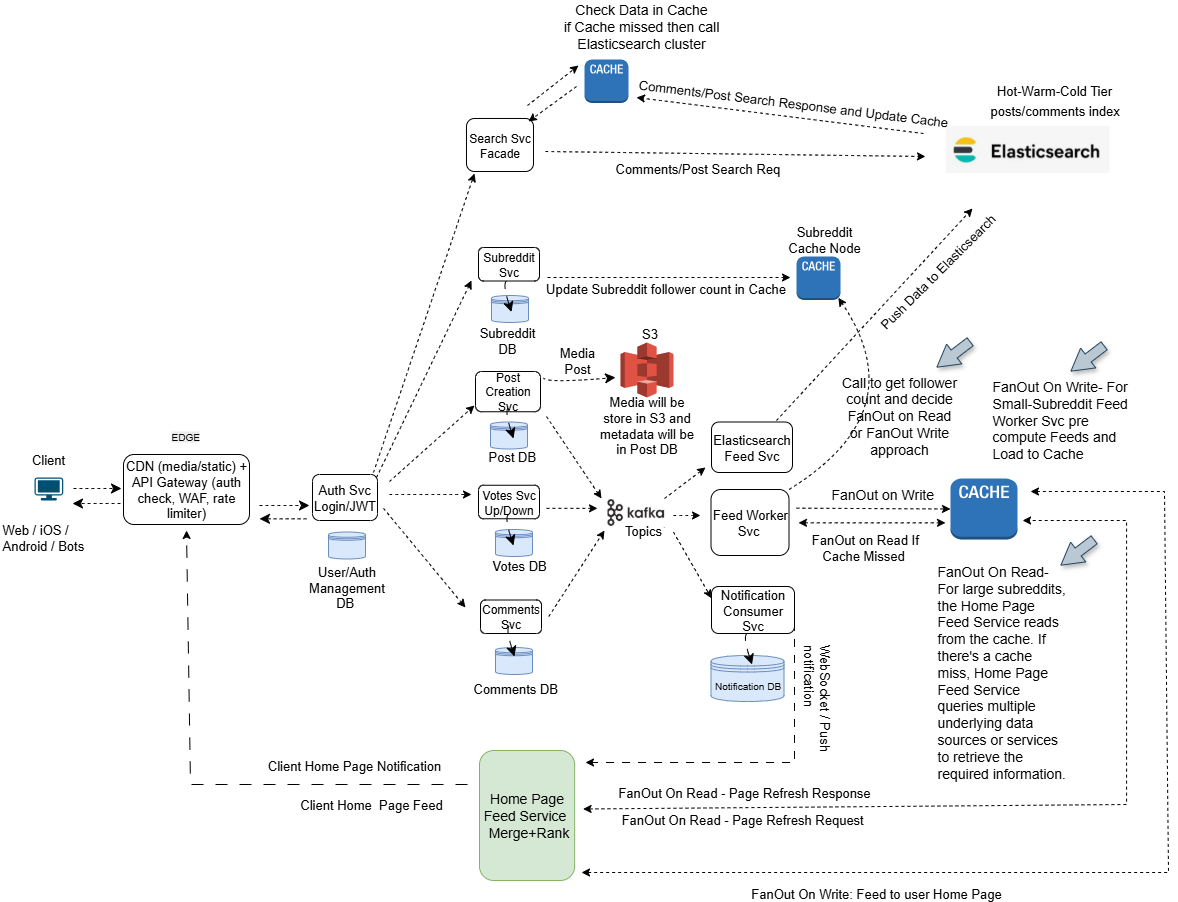 Check Data in Cache
if Cache missed then call
Elasticsearch cluster
CACHE
Comments/Post Search Response and Update Cache
Hot-Warm-Cold Tier
posts/comments index
Elasticsearch
Search Svc
Facade
Comments/Post Search Req
Subreddit
Svc
Subreddit
DB
Update Subreddit follower count in Cache
Subreddit
Cache Node
CACHE
Push Data to Elasticsearch
Post
Creation
Svc
Post DB
Media
Post
S3
Media will be
store in S3 and
metadata will be
in Post DB
Call to get follower
count and decide
FanOut on Read
or FanOut Write
approach
FanOut On Write- For
Small-Subreddit Feed
Worker Svc pre
compute Feeds and
Load to Cache
EDGE
Client
Web / iOS /
Android / Bots
CDN (media/static) +
API Gateway (auth
check, WAF, rate
limiter)
Auth Svc
Login/JWT
User/Auth
Management
DB
Votes Svc
Up/Down
Votes DB
Comments
Svc
Comments DB
kafka
Topics
Elasticsearch
Feed Svc
Feed Worker
Svc
FanOut on Write
FanOut on Read If
Cache Missed
CACHE
Notification
Consumer
Svc
Notification DB
WebSocket / Push
notification
FanOut On Read-
For large subreddits,
the Home Page
Feed Service reads
from the cache. If
there's a cache
miss, Home Page
Feed Service
queries multiple
underlying data
sources or services
to retrieve the
required information.
Client Home Page Notification
Client Home  Page Feed
Home Page
Feed Service
Merge+Rank
FanOut On Read - Page Refresh Response
FanOut On Read - Page Refresh Request
FanOut On Write: Feed to user Home Page